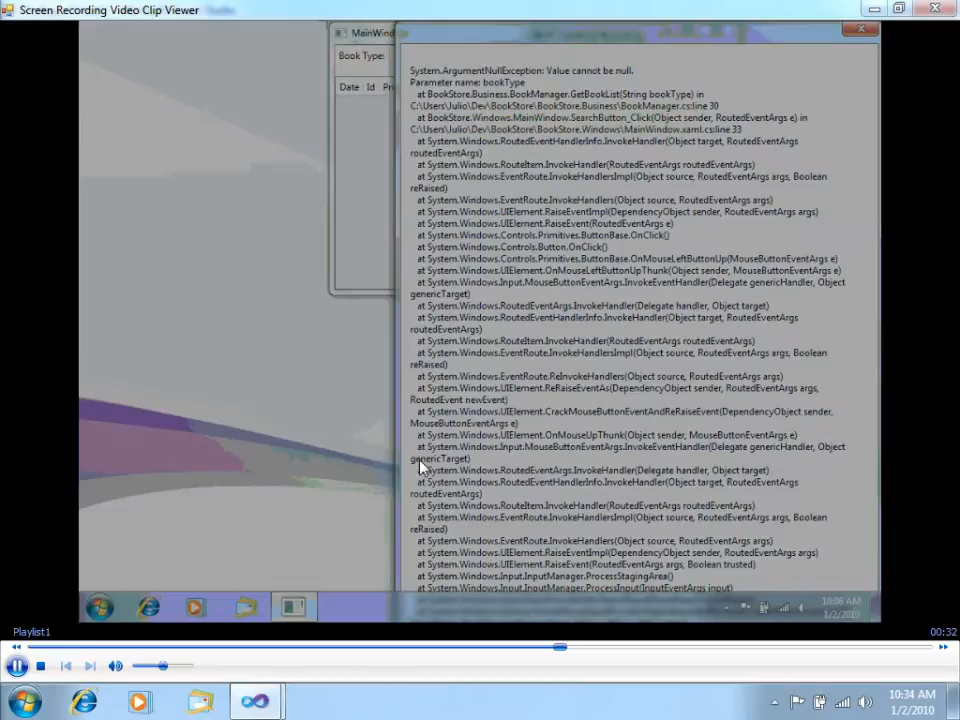 Screen Recording Video Clip Viewer
MainWind
Book Type:
Date Id Pri
System.ArgumentNullException: Value cannot be null.
Parameter name: bookType
at BookStore.Business.BookManager.GetBookList(String bookType) in
C:\Users\Julio\Dev\BookStore\BookStore.Business\BookManager.cs:line 30
at BookStore.Windows.MainWindow.SearchButton_Click(Object sender, RoutedEventArgs e) in
C:\Users\Julio\Dev\BookStore\BookStore.Windows\MainWindow.xaml.cs:line 33
at System.Windows.RoutedEventHandlerInfo.InvokeHandler(Object target, RoutedEventArgs
routedEventArgs)
at System.Windows.RouteItem.InvokeHandler(RoutedEventArgs routedEventArgs)
at System.Windows.EventRoute.InvokeHandlersImpl(Object source, RoutedEventArgs args, Boolean
reRaised)
at System.Windows.EventRoute.InvokeHandlers(Object source, RoutedEventArgs args)
at System.Windows.UIElement.RaiseEventImpl(DependencyObject sender, RoutedEventArgs args)
at System.Windows.UIElement.RaiseEvent(RoutedEventArgs e)
at System.Windows.Controls.Primitives.ButtonBase.OnClick()
at System.Windows.Controls.Button.OnClick()
at System.Windows.Controls.Primitives.ButtonBase.OnMouseLeftButtonUp(MouseButtonEventArgs e)
at System.Windows.UIElement.OnMouseLeftButtonUpThunk(Object sender, MouseButtonEventArgs e)
at System.Windows.Input.MouseButtonEventArgs.InvokeEventHandler(Delegate genericHandler, Object
genericTarget)
at System.Windows.RoutedEventArgs.InvokeHandler(Delegate handler, Object target)
at System.Windows.RoutedEventHandlerInfo.InvokeHandler(Object target, RoutedEventArgs
routedEventArgs)
at System.Windows.RouteItem.InvokeHandler(RoutedEventArgs routedEventArgs)
at System.Windows.EventRoute.InvokeHandlersImpl(Object source, RoutedEventArgs args, Boolean
reRaised)
at System.Windows.EventRoute.ReInvokeHandlers(Object source, RoutedEventArgs args)
at System.Windows.UIElement.ReRaiseEventAs(DependencyObject sender, RoutedEventArgs args,
RoutedEvent newEvent)
at System.Windows.UIElement.CrackMouseButtonEventAndReRaiseEvent(DependencyObject sender,
MouseButtonEventArgs e)
at System.Windows.UIElement.OnMouseUpThunk(Object sender, MouseButtonEventArgs e)
at System.Windows.Input.MouseButtonEventArgs.InvokeEventHandler(Delegate genericHandler, Object
genericTarget)
at System.Windows.RoutedEventArgs.InvokeHandler(Delegate handler, Object target)
at System.Windows.RoutedEventHandlerInfo.InvokeHandler(Object target, RoutedEventArgs
routedEventArgs)
at System.Windows.RouteItem.InvokeHandler(RoutedEventArgs routedEventArgs)
at System.Windows.EventRoute.InvokeHandlersImpl(Object source, RoutedEventArgs args, Boolean
reRaised)
at System.Windows.EventRoute.InvokeHandlers(Object source, RoutedEventArgs args)
at System.Windows.UIElement.RaiseEventImpl(DependencyObject sender, RoutedEventArgs args)
at System.Windows.UIElement.RaiseEvent(RoutedEventArgs args, Boolean trusted)
at System.Windows.Input.InputManager.ProcessStagingArea()
at System.Windows.Input.InputManager.ProcessInput(InputEventArgs input)
10:06 AM
1/2/2010
Playlist1
00:32
10:34 AM
1/2/2010